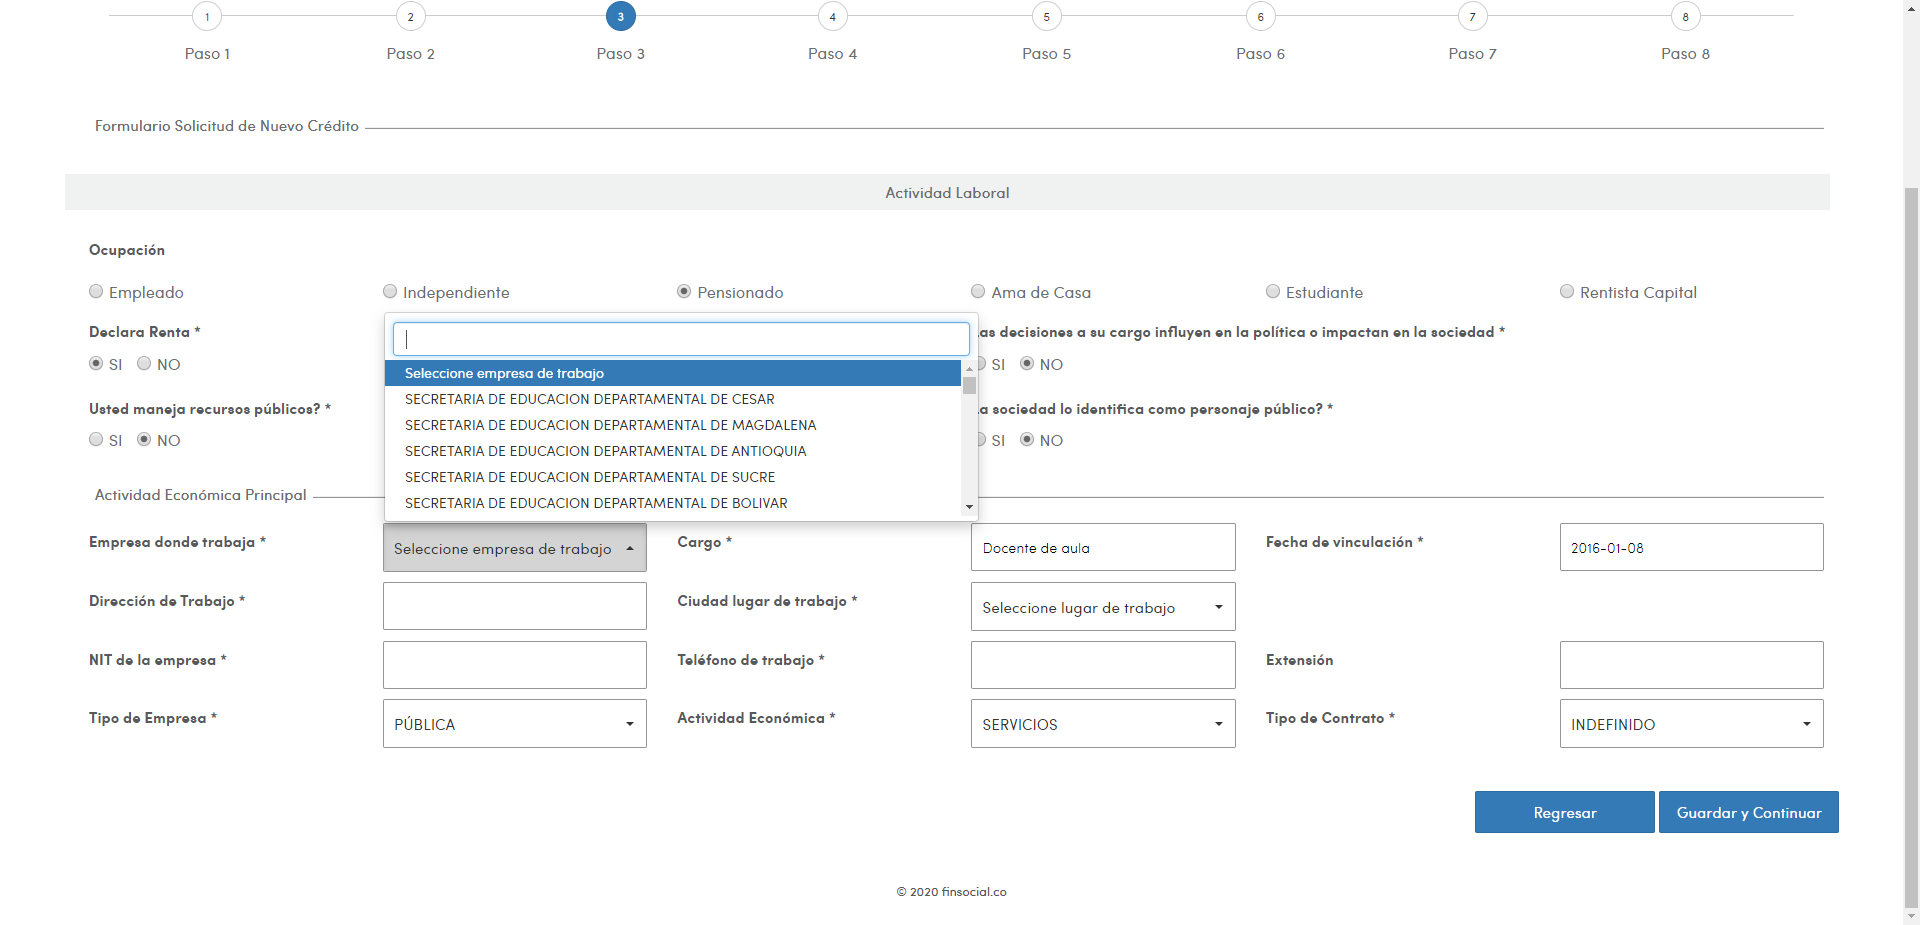 1 2 3 4 5 6 7 8
Paso 1 Paso 2 Paso 3 Paso 4 Paso 5 Paso 6 Paso 7 Paso 8
Formulario Solicitud de Nuevo Crédito
Actividad Laboral
Ocupación
Empleado Independiente Pensionado Ama de Casa Estudiante Rentista Capital
Declara Renta * as decisiones a su cargo influyen en la política o impactan en la sociedad *
SI NO SI NO
Usted maneja recursos públicos? * a sociedad lo identifica como personaje público? *
SI NO SI NO
Seleccione empresa de trabajo
SECRETARIA DE EDUCACION DEPARTAMENTAL DE CESAR
SECRETARIA DE EDUCACION DEPARTAMENTAL DE MAGDALENA
SECRETARIA DE EDUCACION DEPARTAMENTAL DE ANTIOQUIA
SECRETARIA DE EDUCACION DEPARTAMENTAL DE SUCRE
SECRETARIA DE EDUCACION DEPARTAMENTAL DE BOLIVAR
Actividad Económica Principal
Empresa donde trabaja * Seleccione empresa de trabajo Cargo * Docente de aula Fecha de vinculación * 2016-01-08
Dirección de Trabajo * Ciudad lugar de trabajo * Seleccione lugar de trabajo
NIT de la empresa * Teléfono de trabajo * Extensión
Tipo de Empresa * PÚBLICA Actividad Económica * SERVICIOS Tipo de Contrato * INDEFINIDO
Regresar Guardar y Continuar
© 2020 finsocial.co